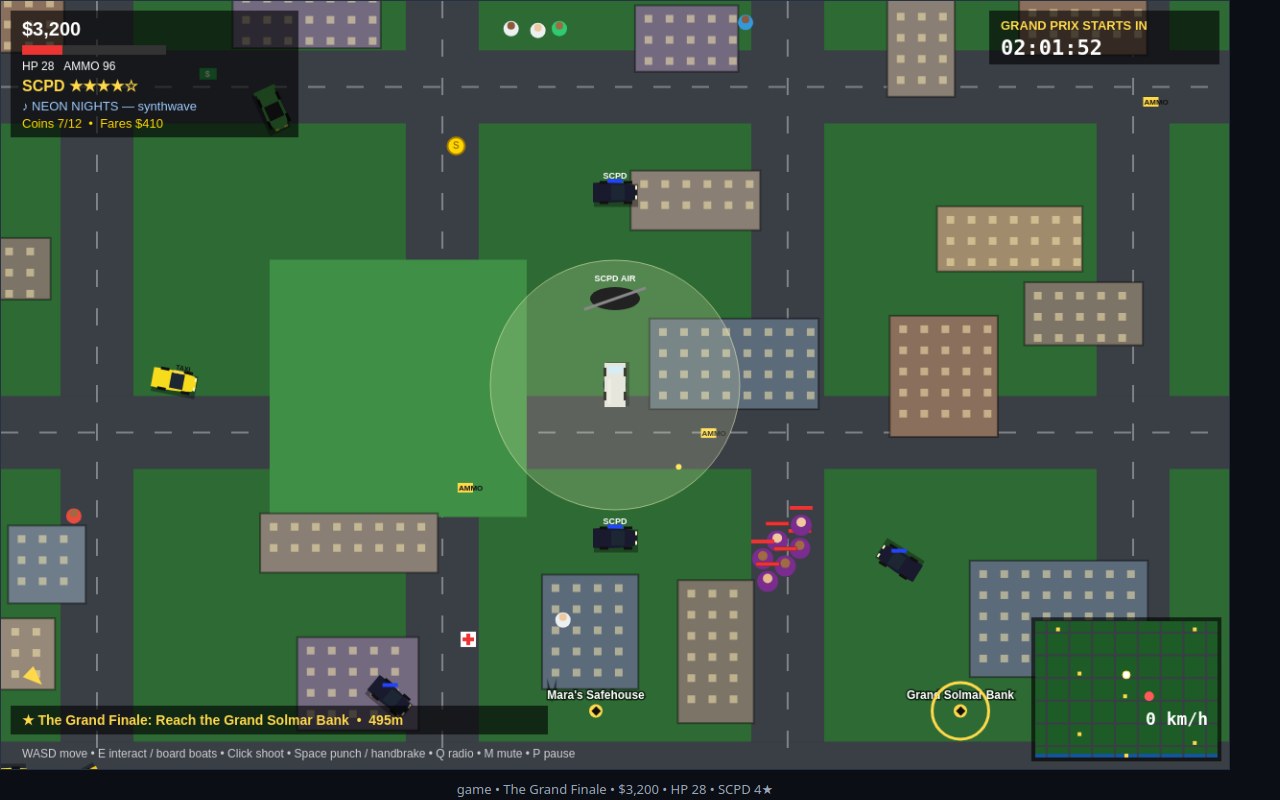 $3,200
HP 28 AMMO 96
SCPD ★★★★☆
♪ NEON NIGHTS — synthwave
Coins 7/12 • Fares $410
$
GRAND PRIX STARTS IN
02:01:52
AMMO
S
SCPD
SCPD AIR
TAXI
AMMO
AMMO
SCPD
Mara's Safehouse
Grand Solmar Bank
★ The Grand Finale: Reach the Grand Solmar Bank • 495m
0 km/h
WASD move • E interact / board boats • Click shoot • Space punch / handbrake • Q radio • M mute • P pause
game • The Grand Finale • $3,200 • HP 28 • SCPD 4★